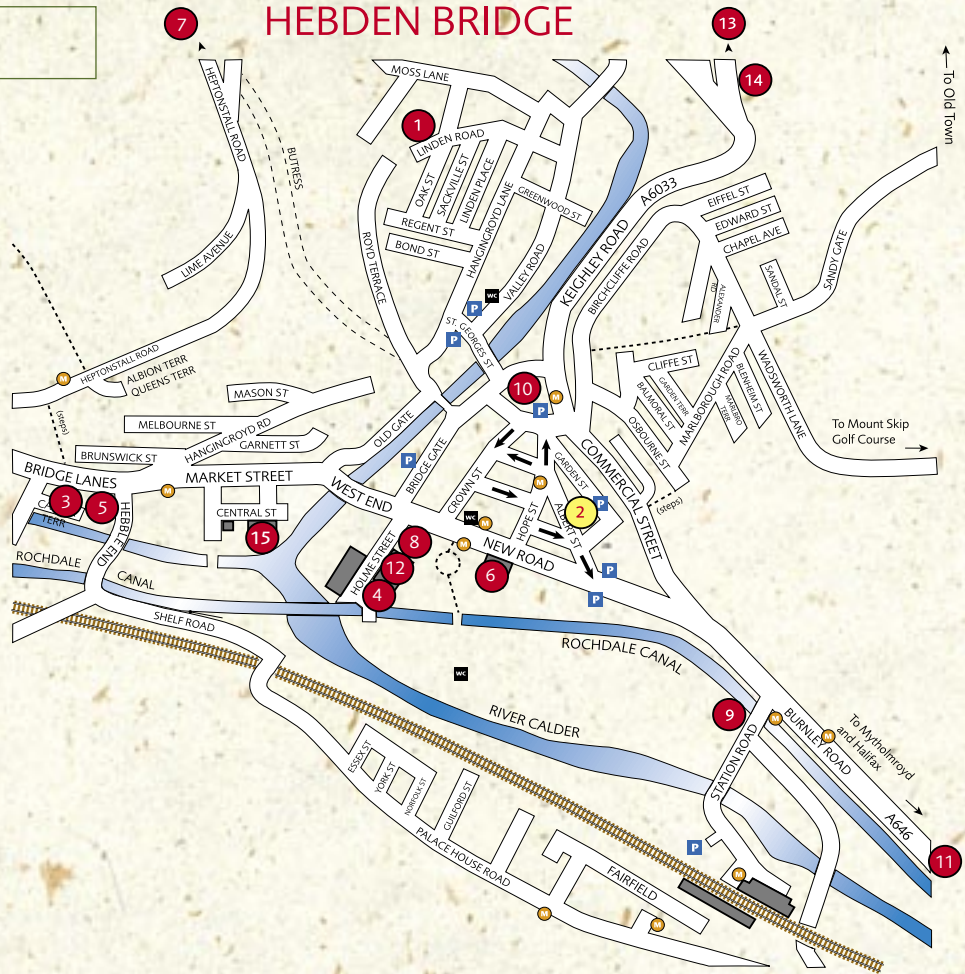 HEBDEN BRIDGE
7
13
14
To Old Town
HEPTONSTALL ROAD
BUTRESS
MOSS LANE
1
LINDEN ROAD
OAK ST
SACKVILLE ST
LINDEN PLACE
HANGINGROYD LANE
GREENWOOD ST
REGENT ST
BOND ST
ROYD TERRACE
VALLEY ROAD
KEIGHLEY ROAD
A6033
BIRCHCLIFFE ROAD
EIFFEL ST
EDWARD ST
CHAPEL AVE
SANDAL ST
SANDY GATE
ALEXANDER
RD
LIME AVENUE
WC
P
ST. GEORGES ST
P
M
HEPTONSTALL ROAD
ALBION TERR
QUEENS TERR
(steps)
MASON ST
MELBOURNE ST
HANGINGROYD RD
GARNETT ST
BRUNSWICK ST
OLD GATE
10
M
P
CLIFFE ST
GARDEN TERR
BALMORAL ST
OSBOURNE ST
MARLBOROUGH ROAD
BLENHEIM ST
MARLBRO
TERR
WADSWORTH LANE
To Mount Skip
Golf Course
BRIDGE LANES
MARKET STREET
M
P
BRIDGE GATE
WEST END
CROWN ST
GARDEN ST
COMMERCIAL STREET
(steps)
M
P
2
ALBERT ST
HOPE ST
3
5
CA
TERR
HEBBLE END
CENTRAL ST
15
WC
M
M
NEW ROAD
8
12
4
HOLME STREET
6
P
P
ROCHDALE
CANAL
SHELF ROAD
ROCHDALE CANAL
WC
RIVER CALDER
9
M
STATION ROAD
BURNLEY ROAD
M
To Mytholmroyd
and Halifax
A646
11
ESSEX ST
YORK ST
NORFOLK ST
GUILFORD ST
PALACE HOUSE ROAD
FAIRFIELD
P
M
M
M